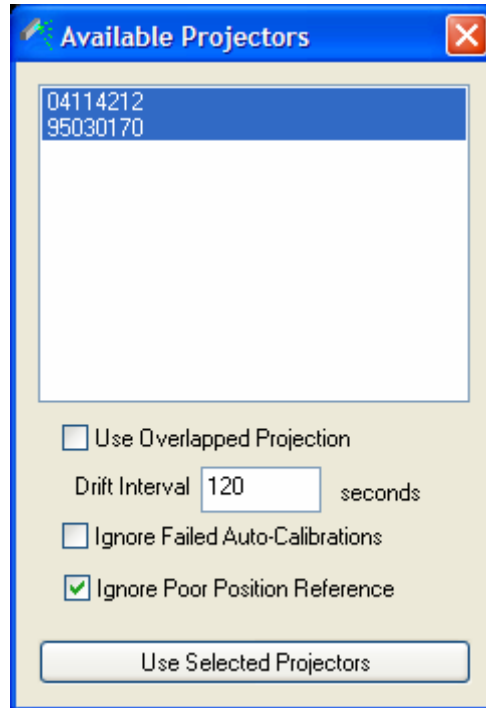 Available Projectors
04114212
95030170
Use Overlapped Projection
Drift Interval 120 seconds
Ignore Failed Auto-Calibrations
Ignore Poor Position Reference
Use Selected Projectors